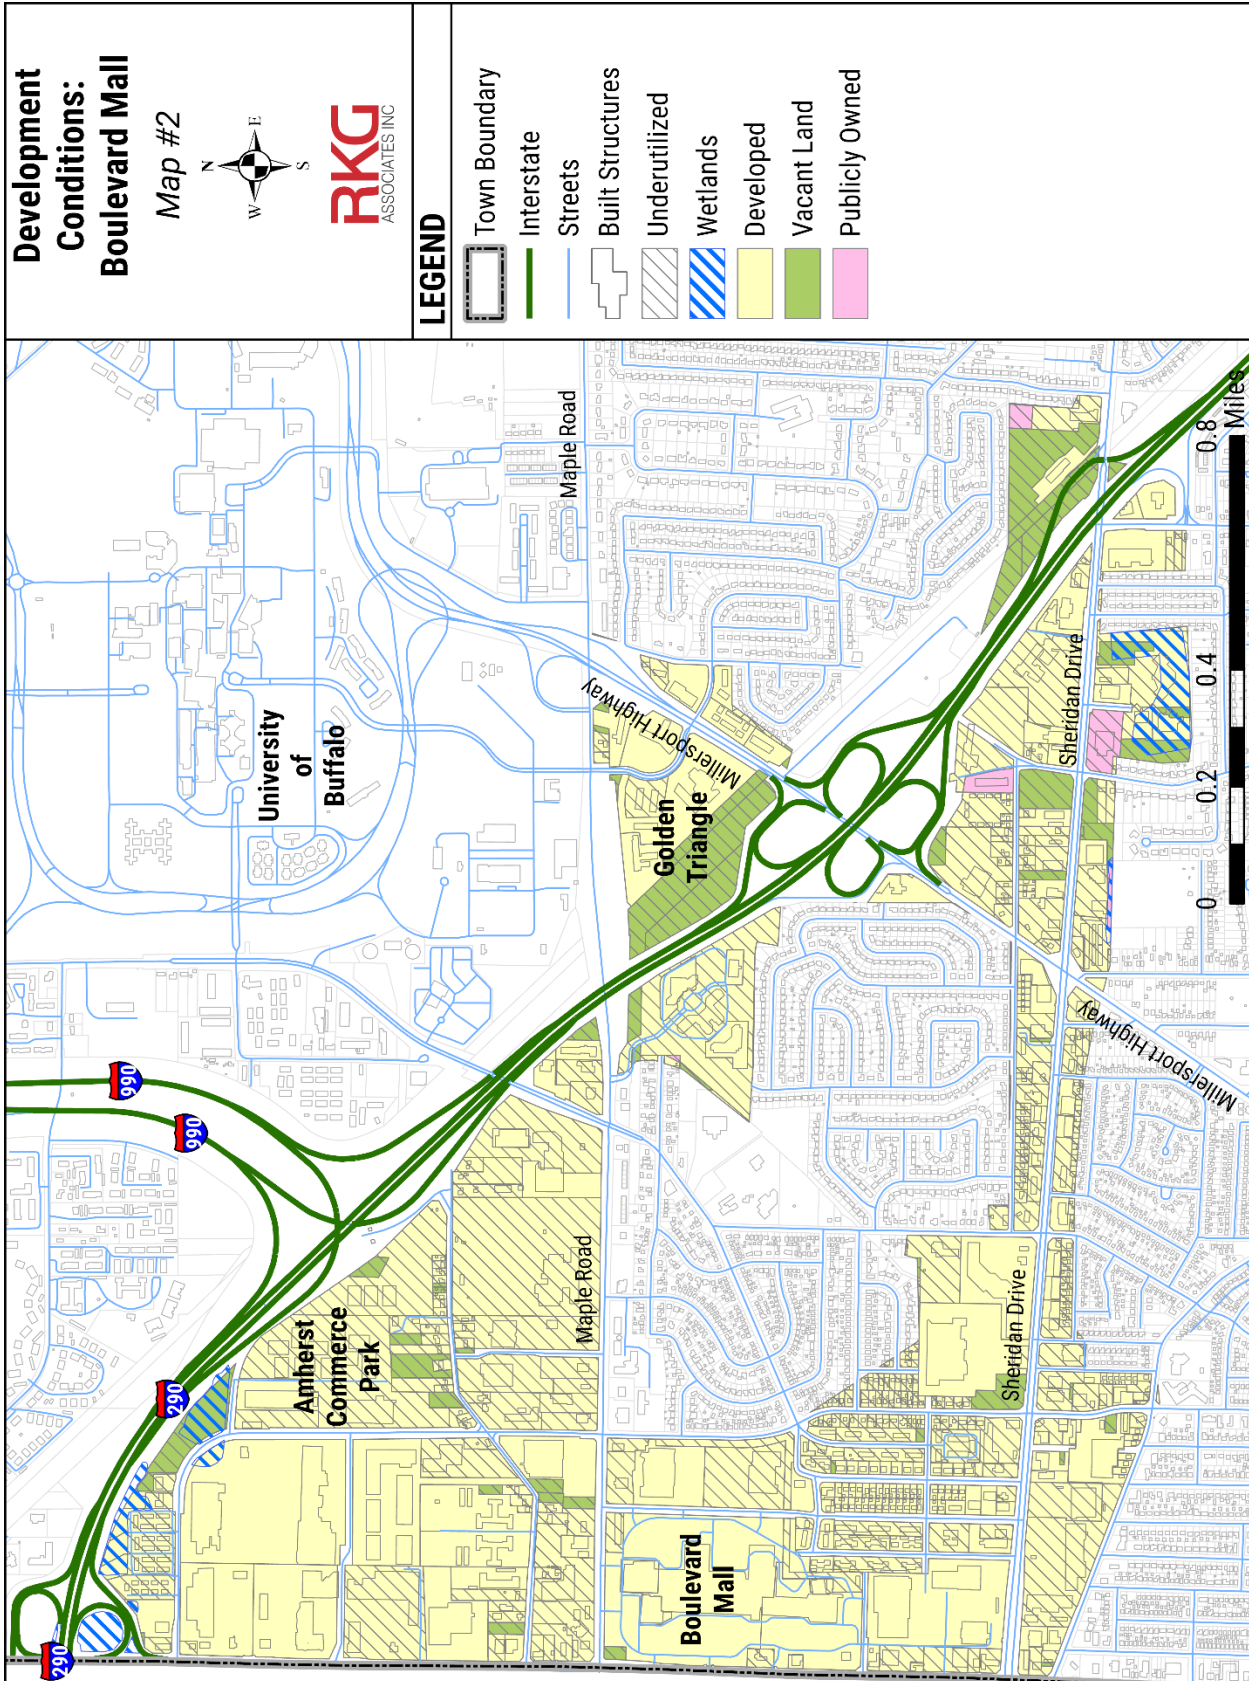 Development
Conditions:
Boulevard Mall
Map #2
N
W
E
S
RKG
ASSOCIATES INC
LEGEND
Town Boundary
Interstate
Streets
Built Structures
Underutilized
Wetlands
Developed
Vacant Land
Publicly Owned
290
290
990
990
University
of
Buffalo
Amherst
Commerce
Park
Maple Road
Maple Road
Golden
Triangle
Millersport Highway
Boulevard
Mall
Sheridan Drive
Sheridan Drive
Millersport Highway
0
0.2
0.4
0.8
Miles